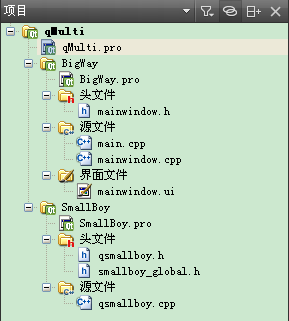 项目
qMulti
qMulti.pro
BigWay
BigWay.pro
头文件
mainwindow.h
源文件
main.cpp
mainwindow.cpp
界面文件
mainwindow.ui
SmallBoy
SmallBoy.pro
头文件
qsmallboy.h
smallboy_global.h
源文件
qsmallboy.cpp